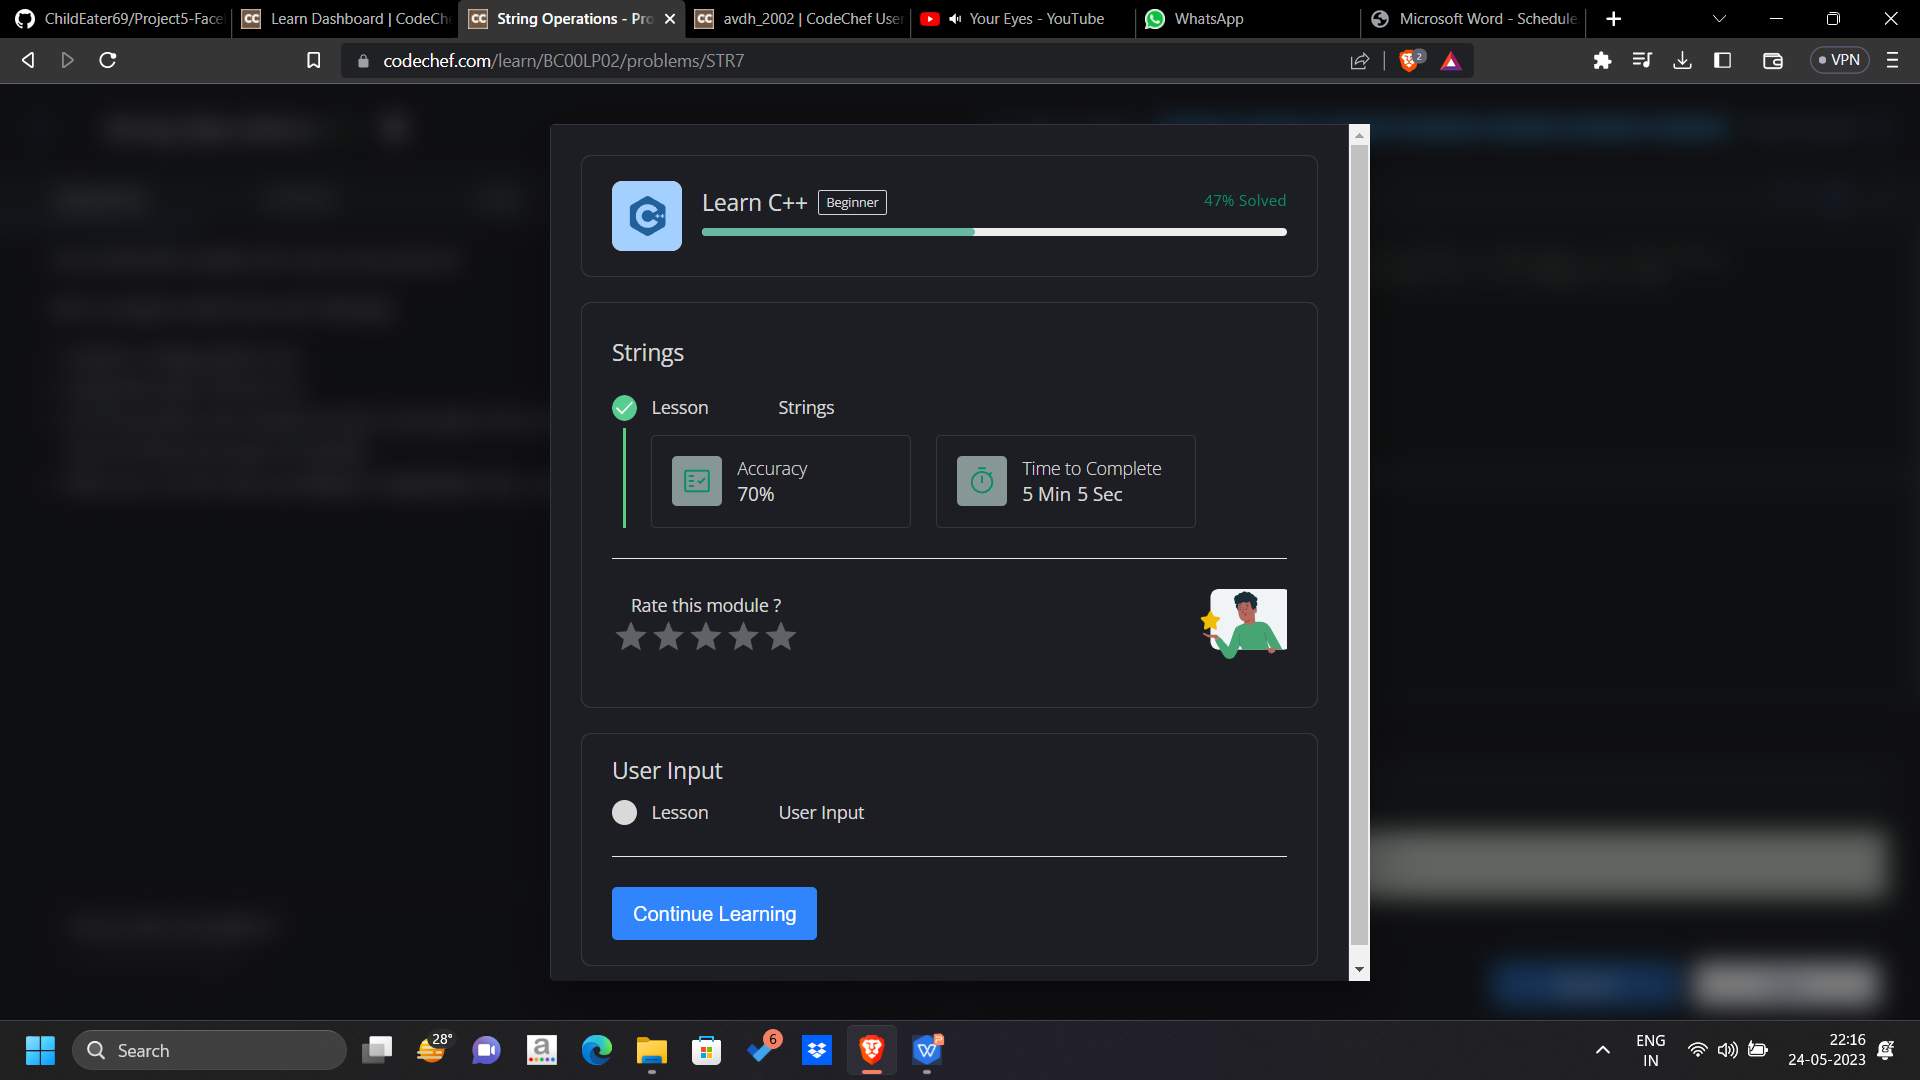 ChildEater69/Project5-Face
Learn Dashboard | CodeChe
String Operations - Pro
avdh_2002 | CodeChef User
Your Eyes - YouTube
WhatsApp
Microsoft Word - Schedule.
codechef.com/learn/BC00LP02/problems/STR7
2
VPN
Learn C++
Beginner
47% Solved
Strings
Lesson
Strings
Accuracy
70%
Time to Complete
5 Min 5 Sec
Rate this module ?
User Input
Lesson
User Input
Continue Learning
Search
28°
6
ENG
IN
22:16
24-05-2023